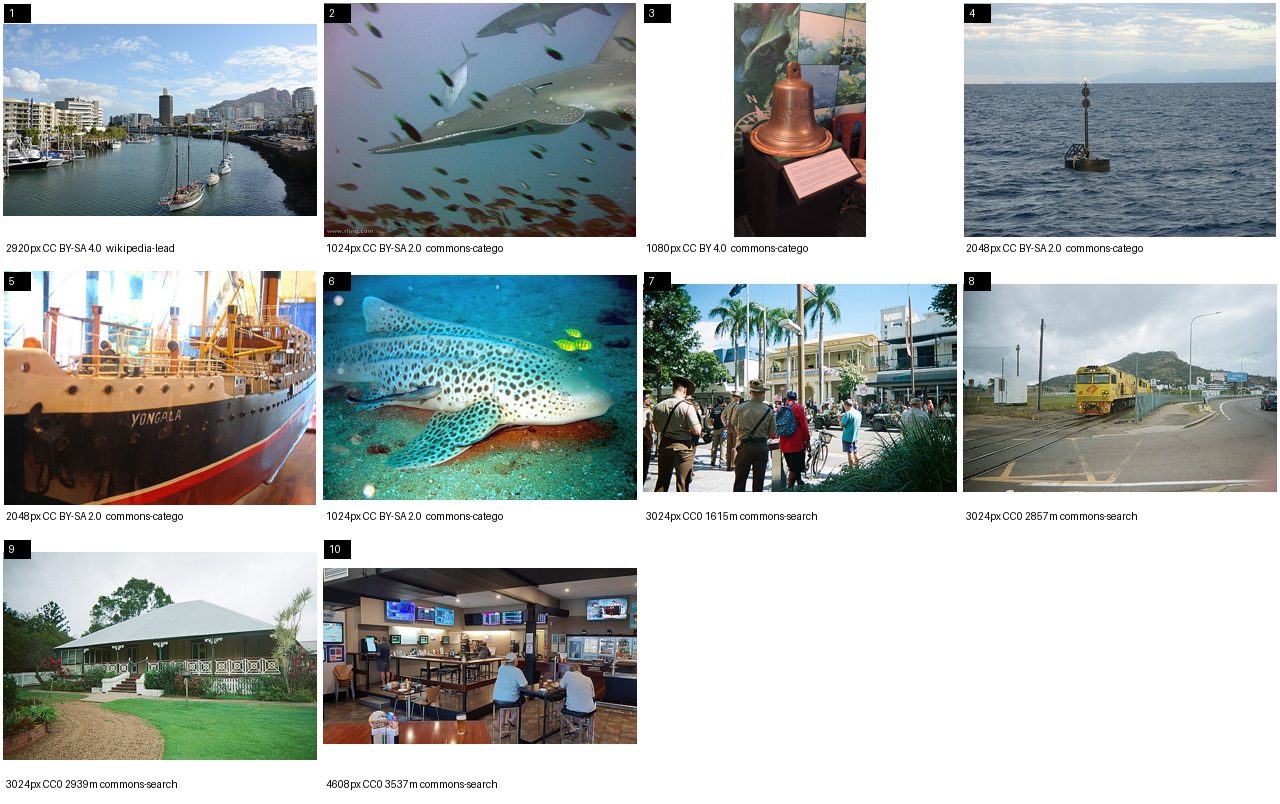 1
2960px CC BY-SA 4.0 wikipedia-lead
2
www.rling.com
1024px CC BY-SA 2.0 commons-catego
3
1080px CC BY 4.0 commons-catego
4
2048px CC BY-SA 2.0 commons-catego
5
YONGALA
2048px CC BY-SA 2.0 commons-catego
6
1024px CC BY-SA 2.0 commons-catego
7
3024px CC0 1615m commons-search
8
3024px CC0 2857m commons-search
9
3024px CC0 2939m commons-search
10
4608px CC0 3537m commons-search